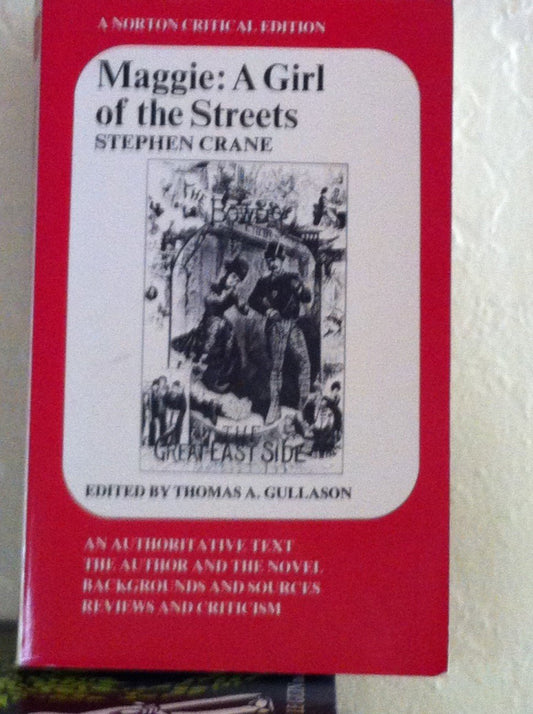 A NORTON CRITICAL EDITION
Maggie: A Girl
of the Streets
STEPHEN CRANE
BOWERY
THE
GREAT EAST SIDE
EDITED BY THOMAS A. GULLASON
AN AUTHORITATIVE TEXT
THE AUTHOR AND THE NOVEL
BACKGROUNDS AND SOURCES
REVIEWS AND CRITICISM